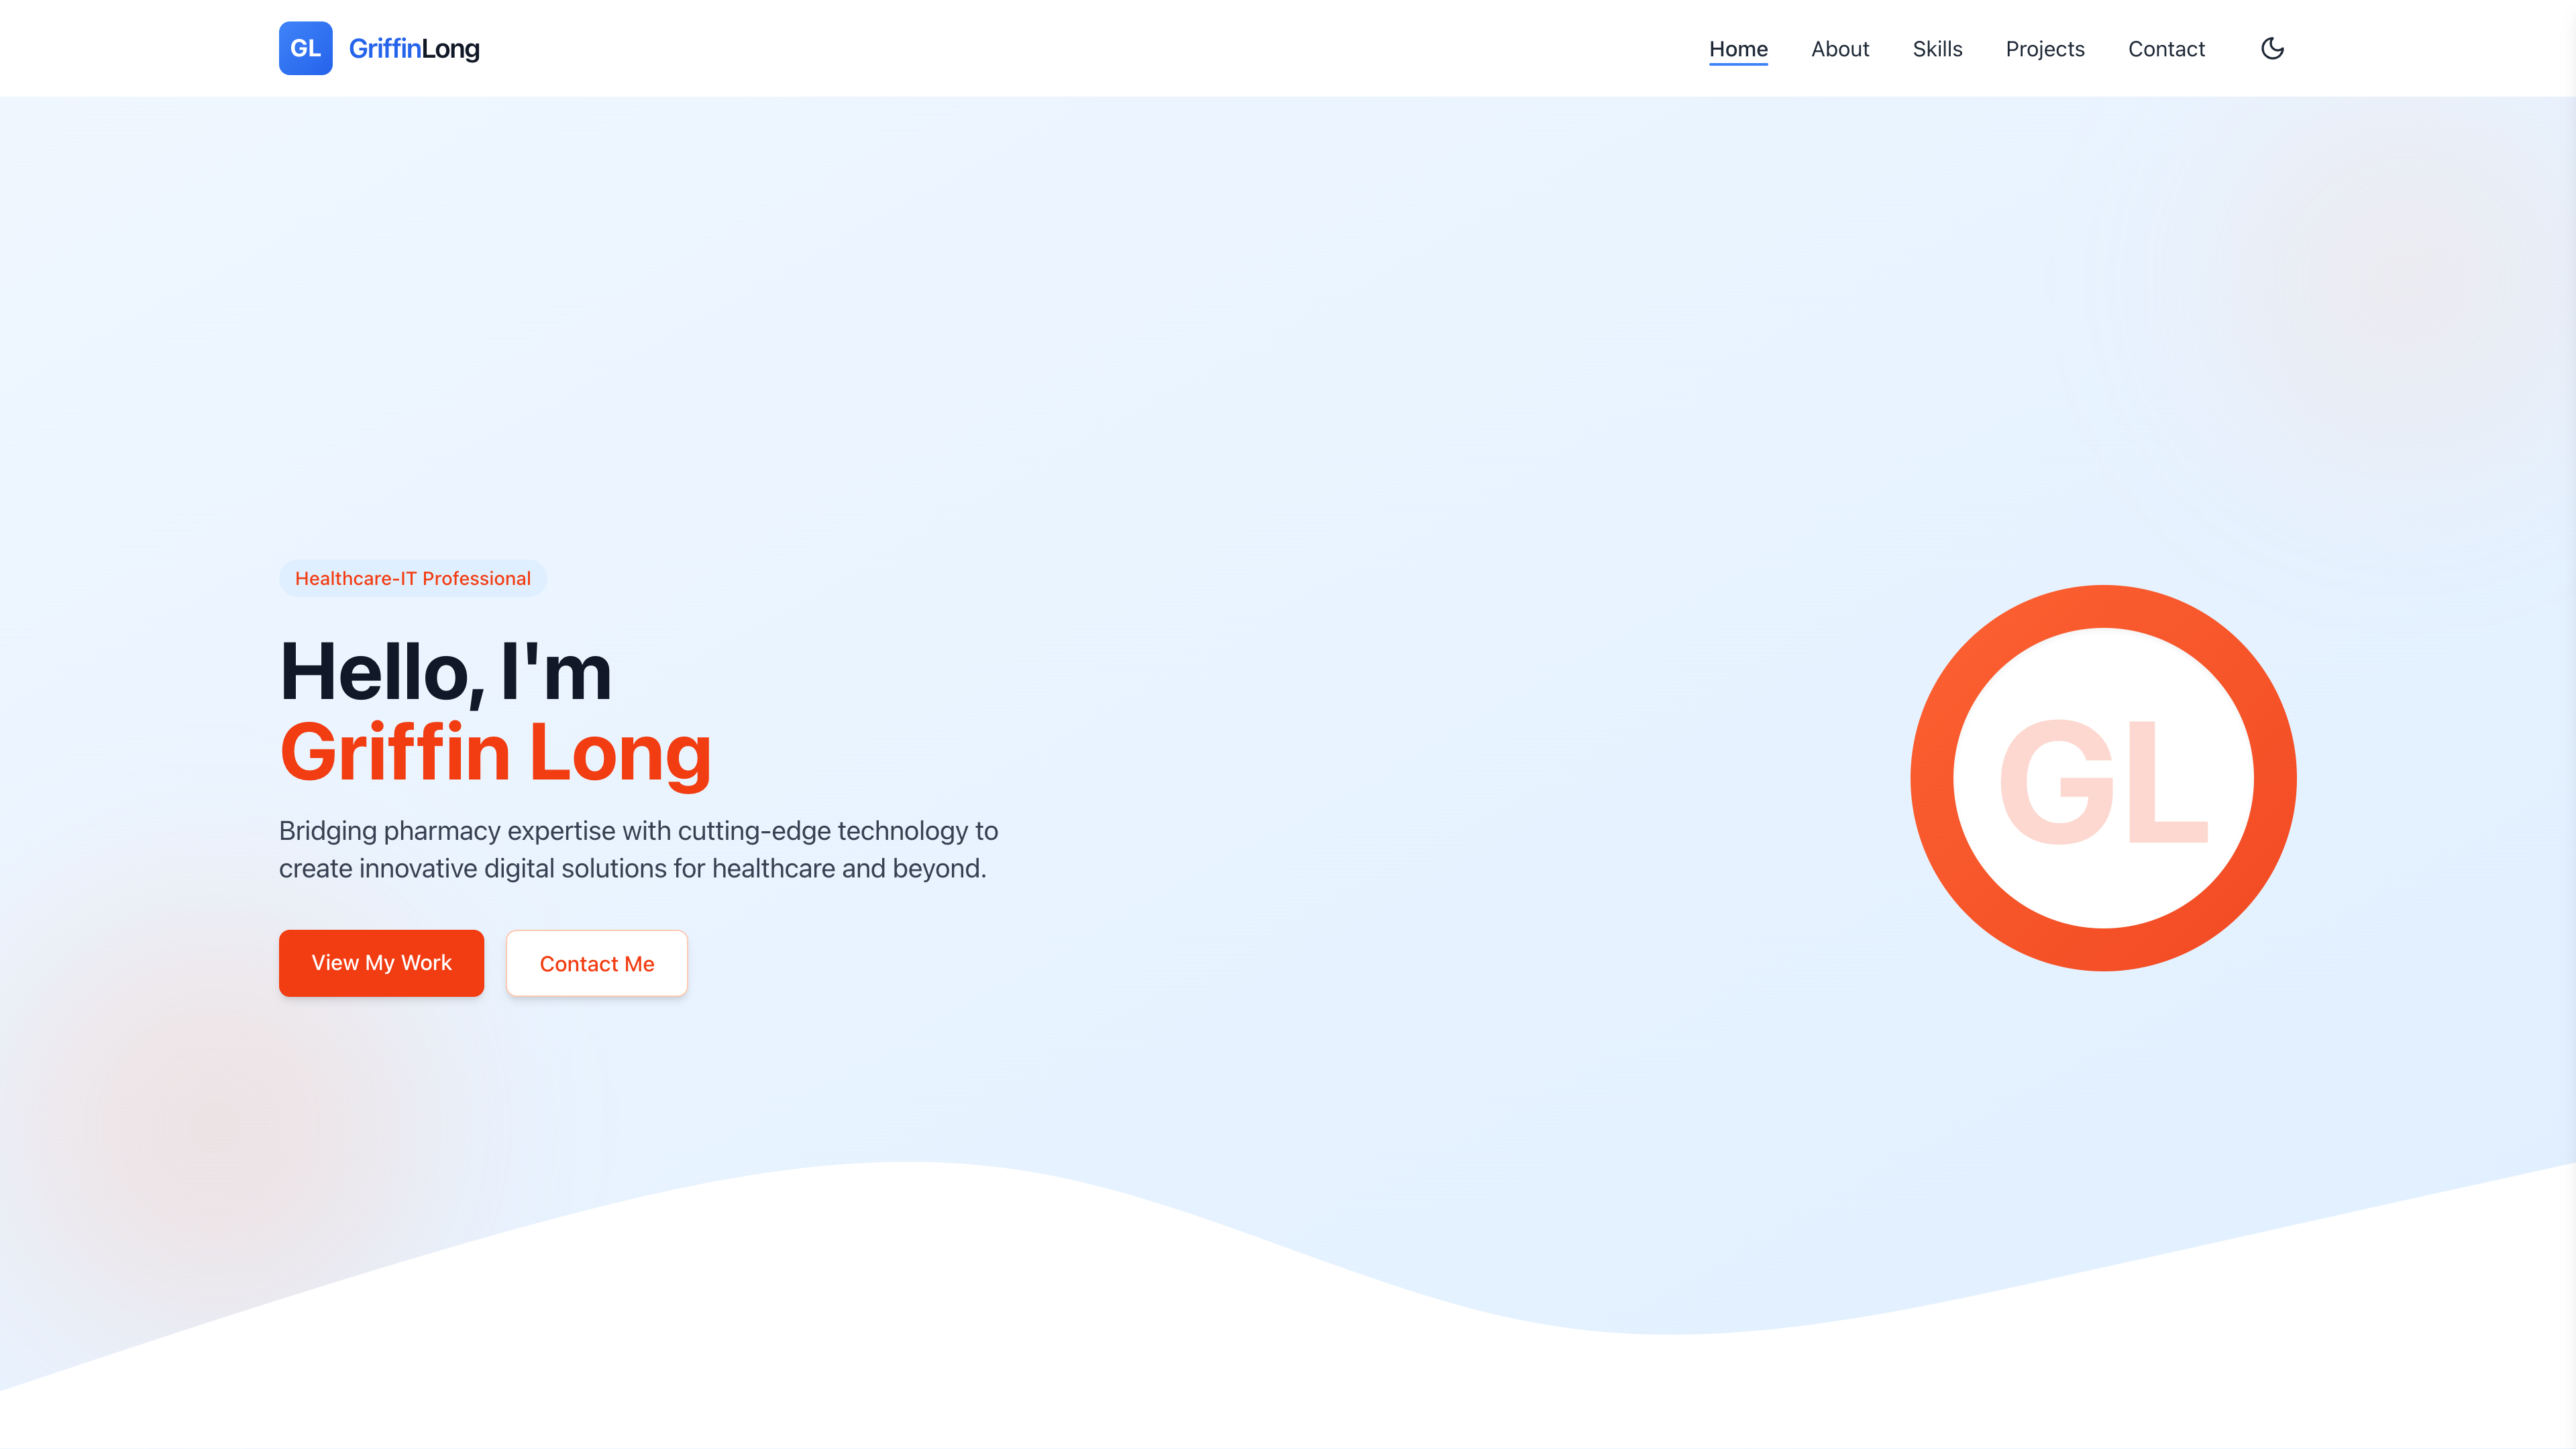 GL GriffinLong Home About Skills Projects Contact
Healthcare-IT Professional
Hello, I'm
Griffin Long
Bridging pharmacy expertise with cutting-edge technology to
create innovative digital solutions for healthcare and beyond.
View My Work Contact Me
GL